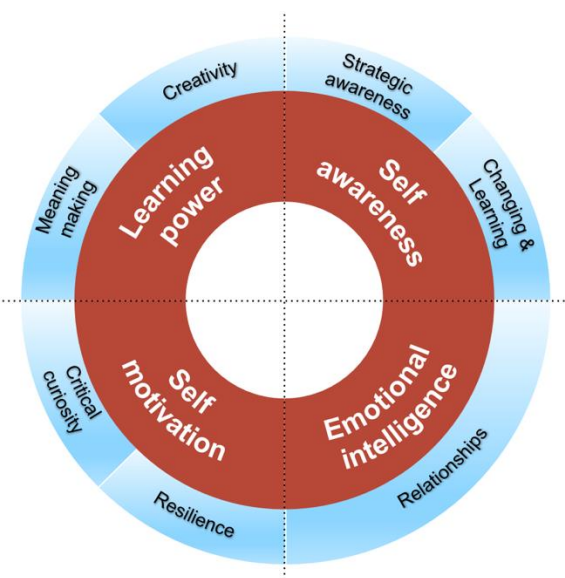 Creativity
Strategic
awareness
Meaning
making
Learning
power
Self
awareness
Changing &
Learning
Critical
curiosity
Self
motivation
Emotional
intelligence
Resilience
Relationships